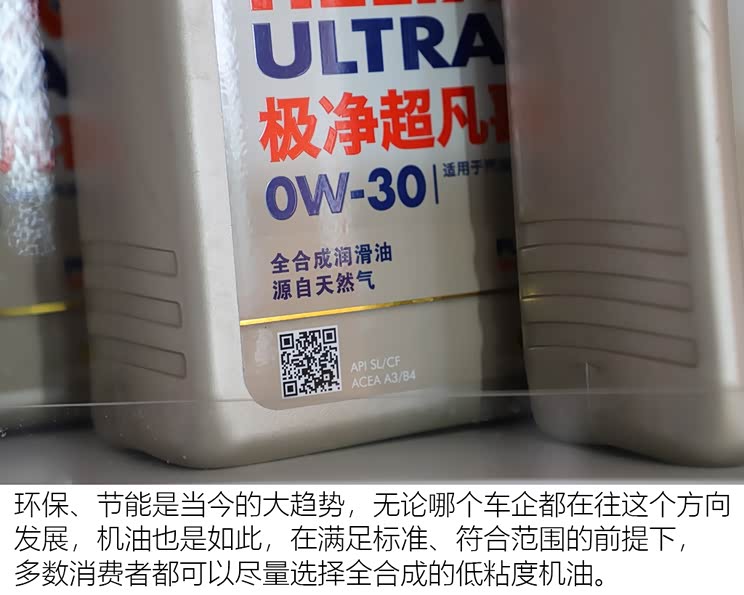 ULTRA
极净超凡
0W-30
适用于
全合成润滑油
源自天然气
API SL/CF
ACEA A3/B4
环保、节能是当今的大趋势，无论哪个车企都在往这个方向
发展，机油也是如此，在满足标准、符合范围的前提下，
多数消费者都可以尽量选择全合成的低粘度机油。